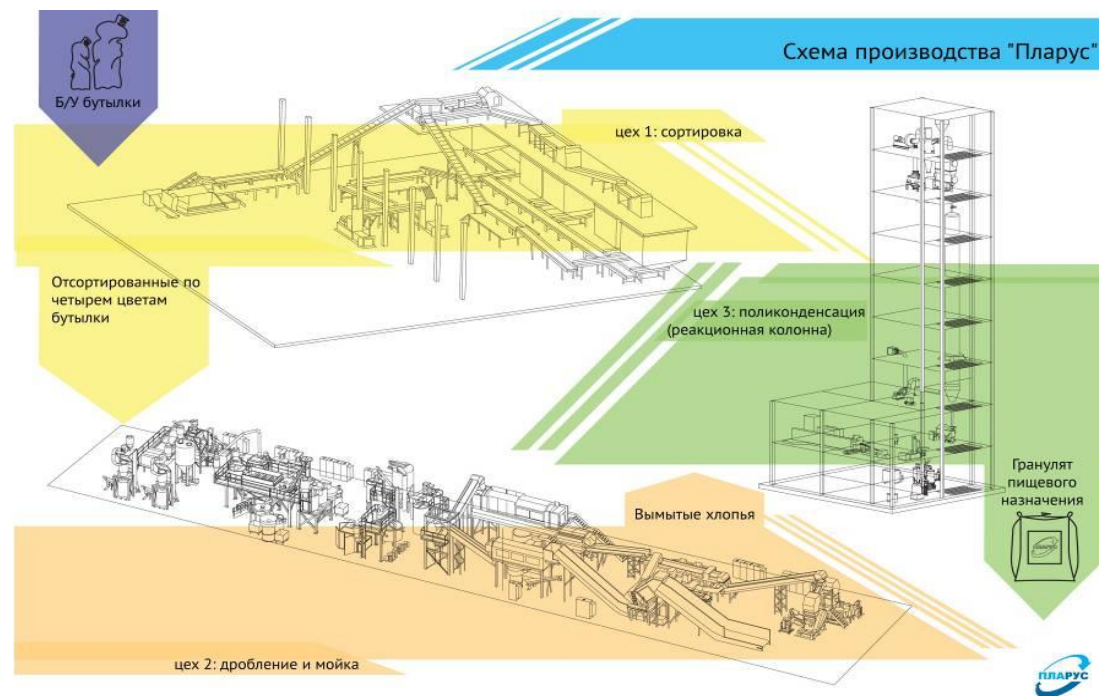 Схема производства "Пларус"
Б/У бутылки
цех 1: сортировка
Отсортированные по
четырем цветам
бутылки
цех 3: поликонденсация
(реакционная колонна)
Гранулят
пищевого
назначения
ПЛАРУС
Вымытые хлопья
цех 2: дробление и мойка
ПЛАРУС